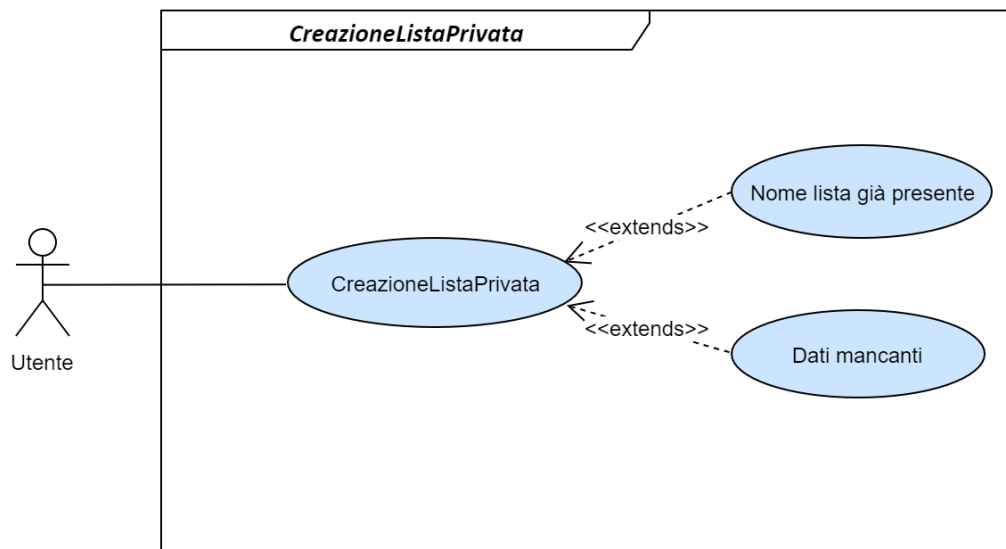 CreazioneListaPrivata
Nome lista già presente
<<extends>>
CreazioneListaPrivata
<<extends>>
Dati mancanti
Utente